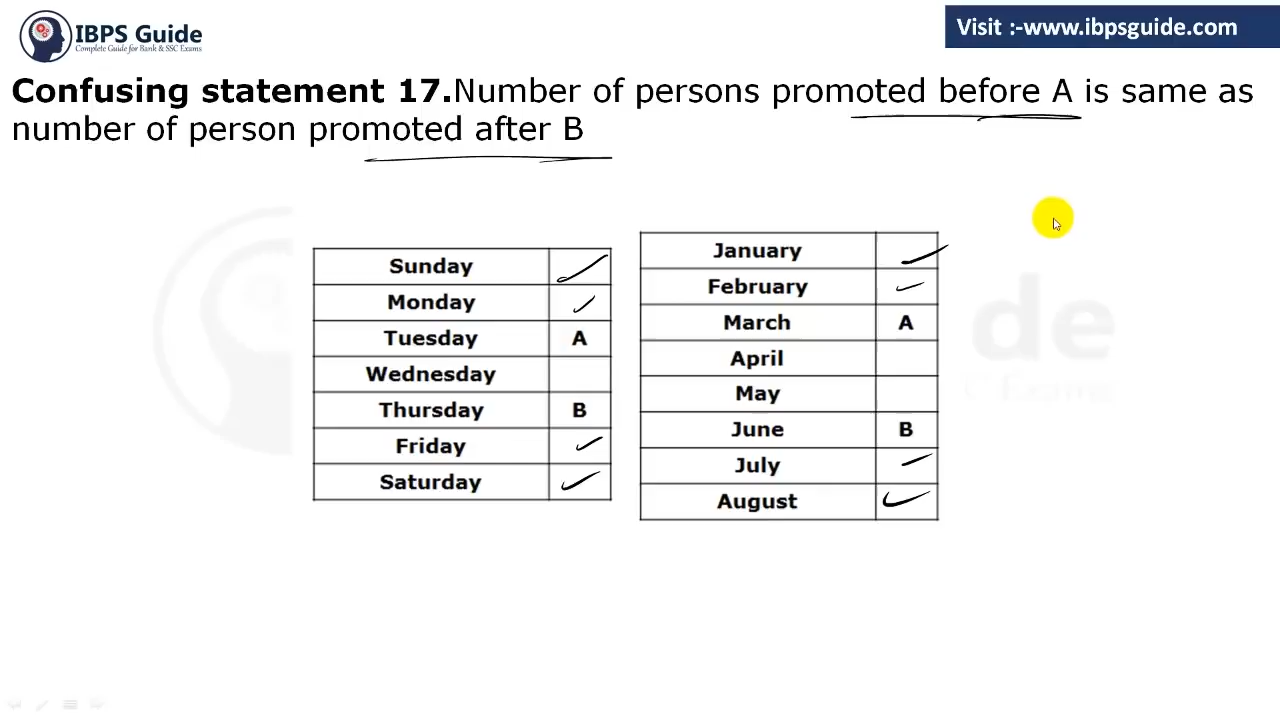 IBPS Guide
Complete Guide for Bank & SSC Exams
Visit :-www.ibpsguide.com
Confusing statement 17.Number of persons promoted before A is same as
number of person promoted after B
Sunday
Monday
Tuesday A
Wednesday
Thursday B
Friday
Saturday
January
February
March A
April
May
June B
July
August
de
C Exams